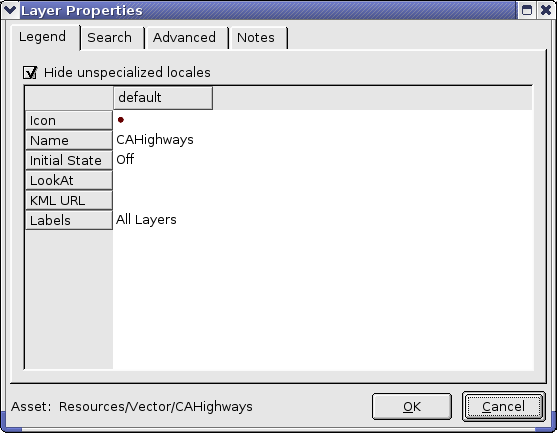 Layer Properties
Legend Search Advanced Notes
Hide unspecialized locales
default
Icon
Name CAHighways
Initial State Off
LookAt
KML URL
Labels All Layers
Asset: Resources/Vector/CAHighways OK Cancel